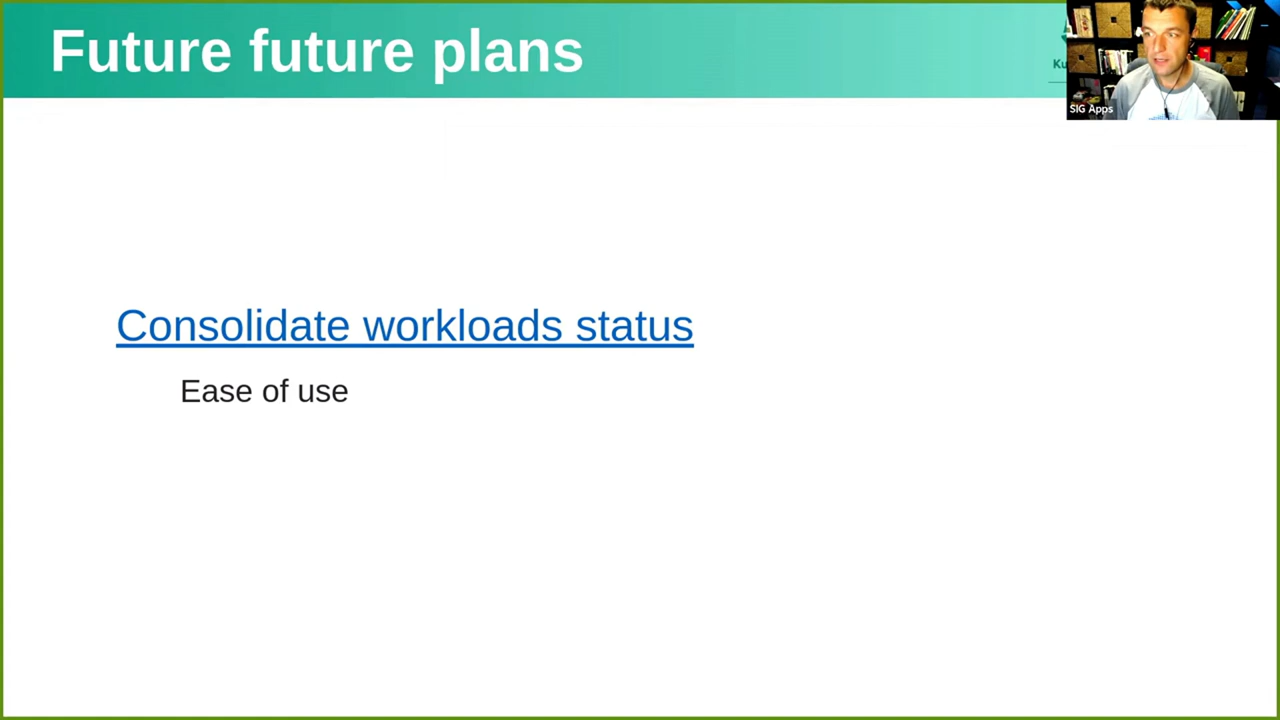 Future future plans
SIG Apps
Consolidate workloads status
Ease of use